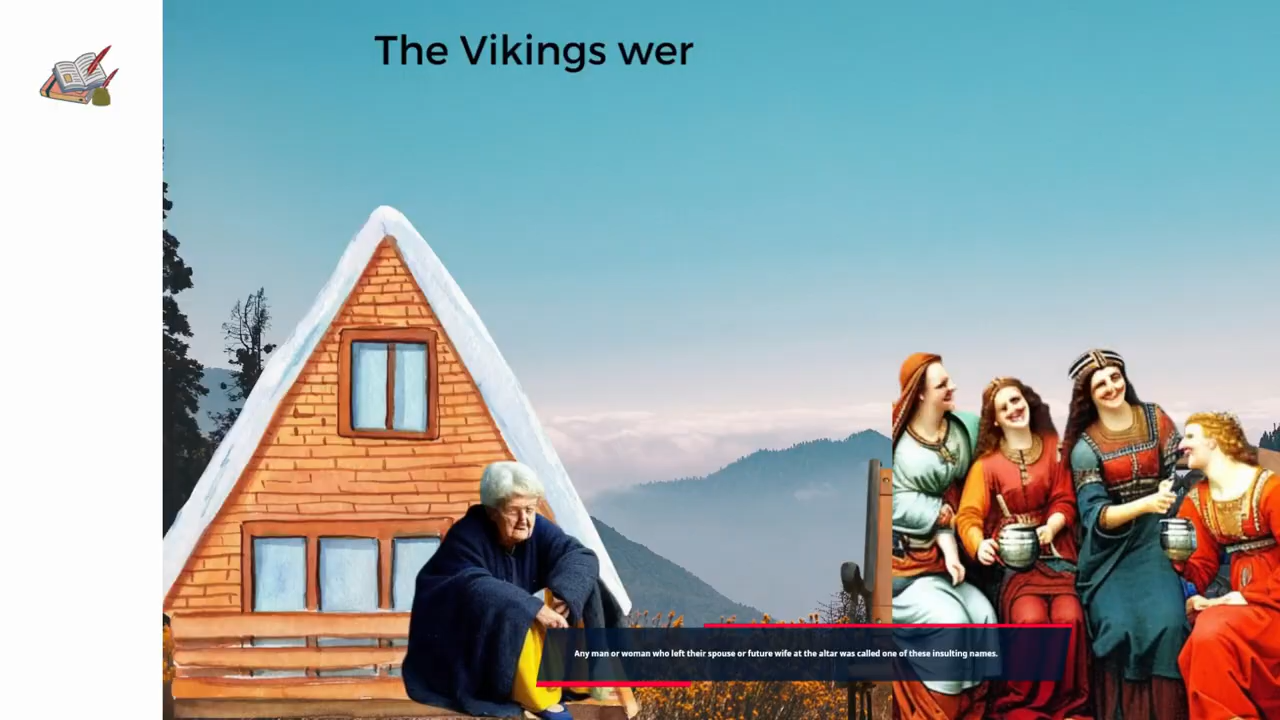 The Vikings wer
Any man or woman who left their spouse or future wife at the altar was called one of these insulting names.